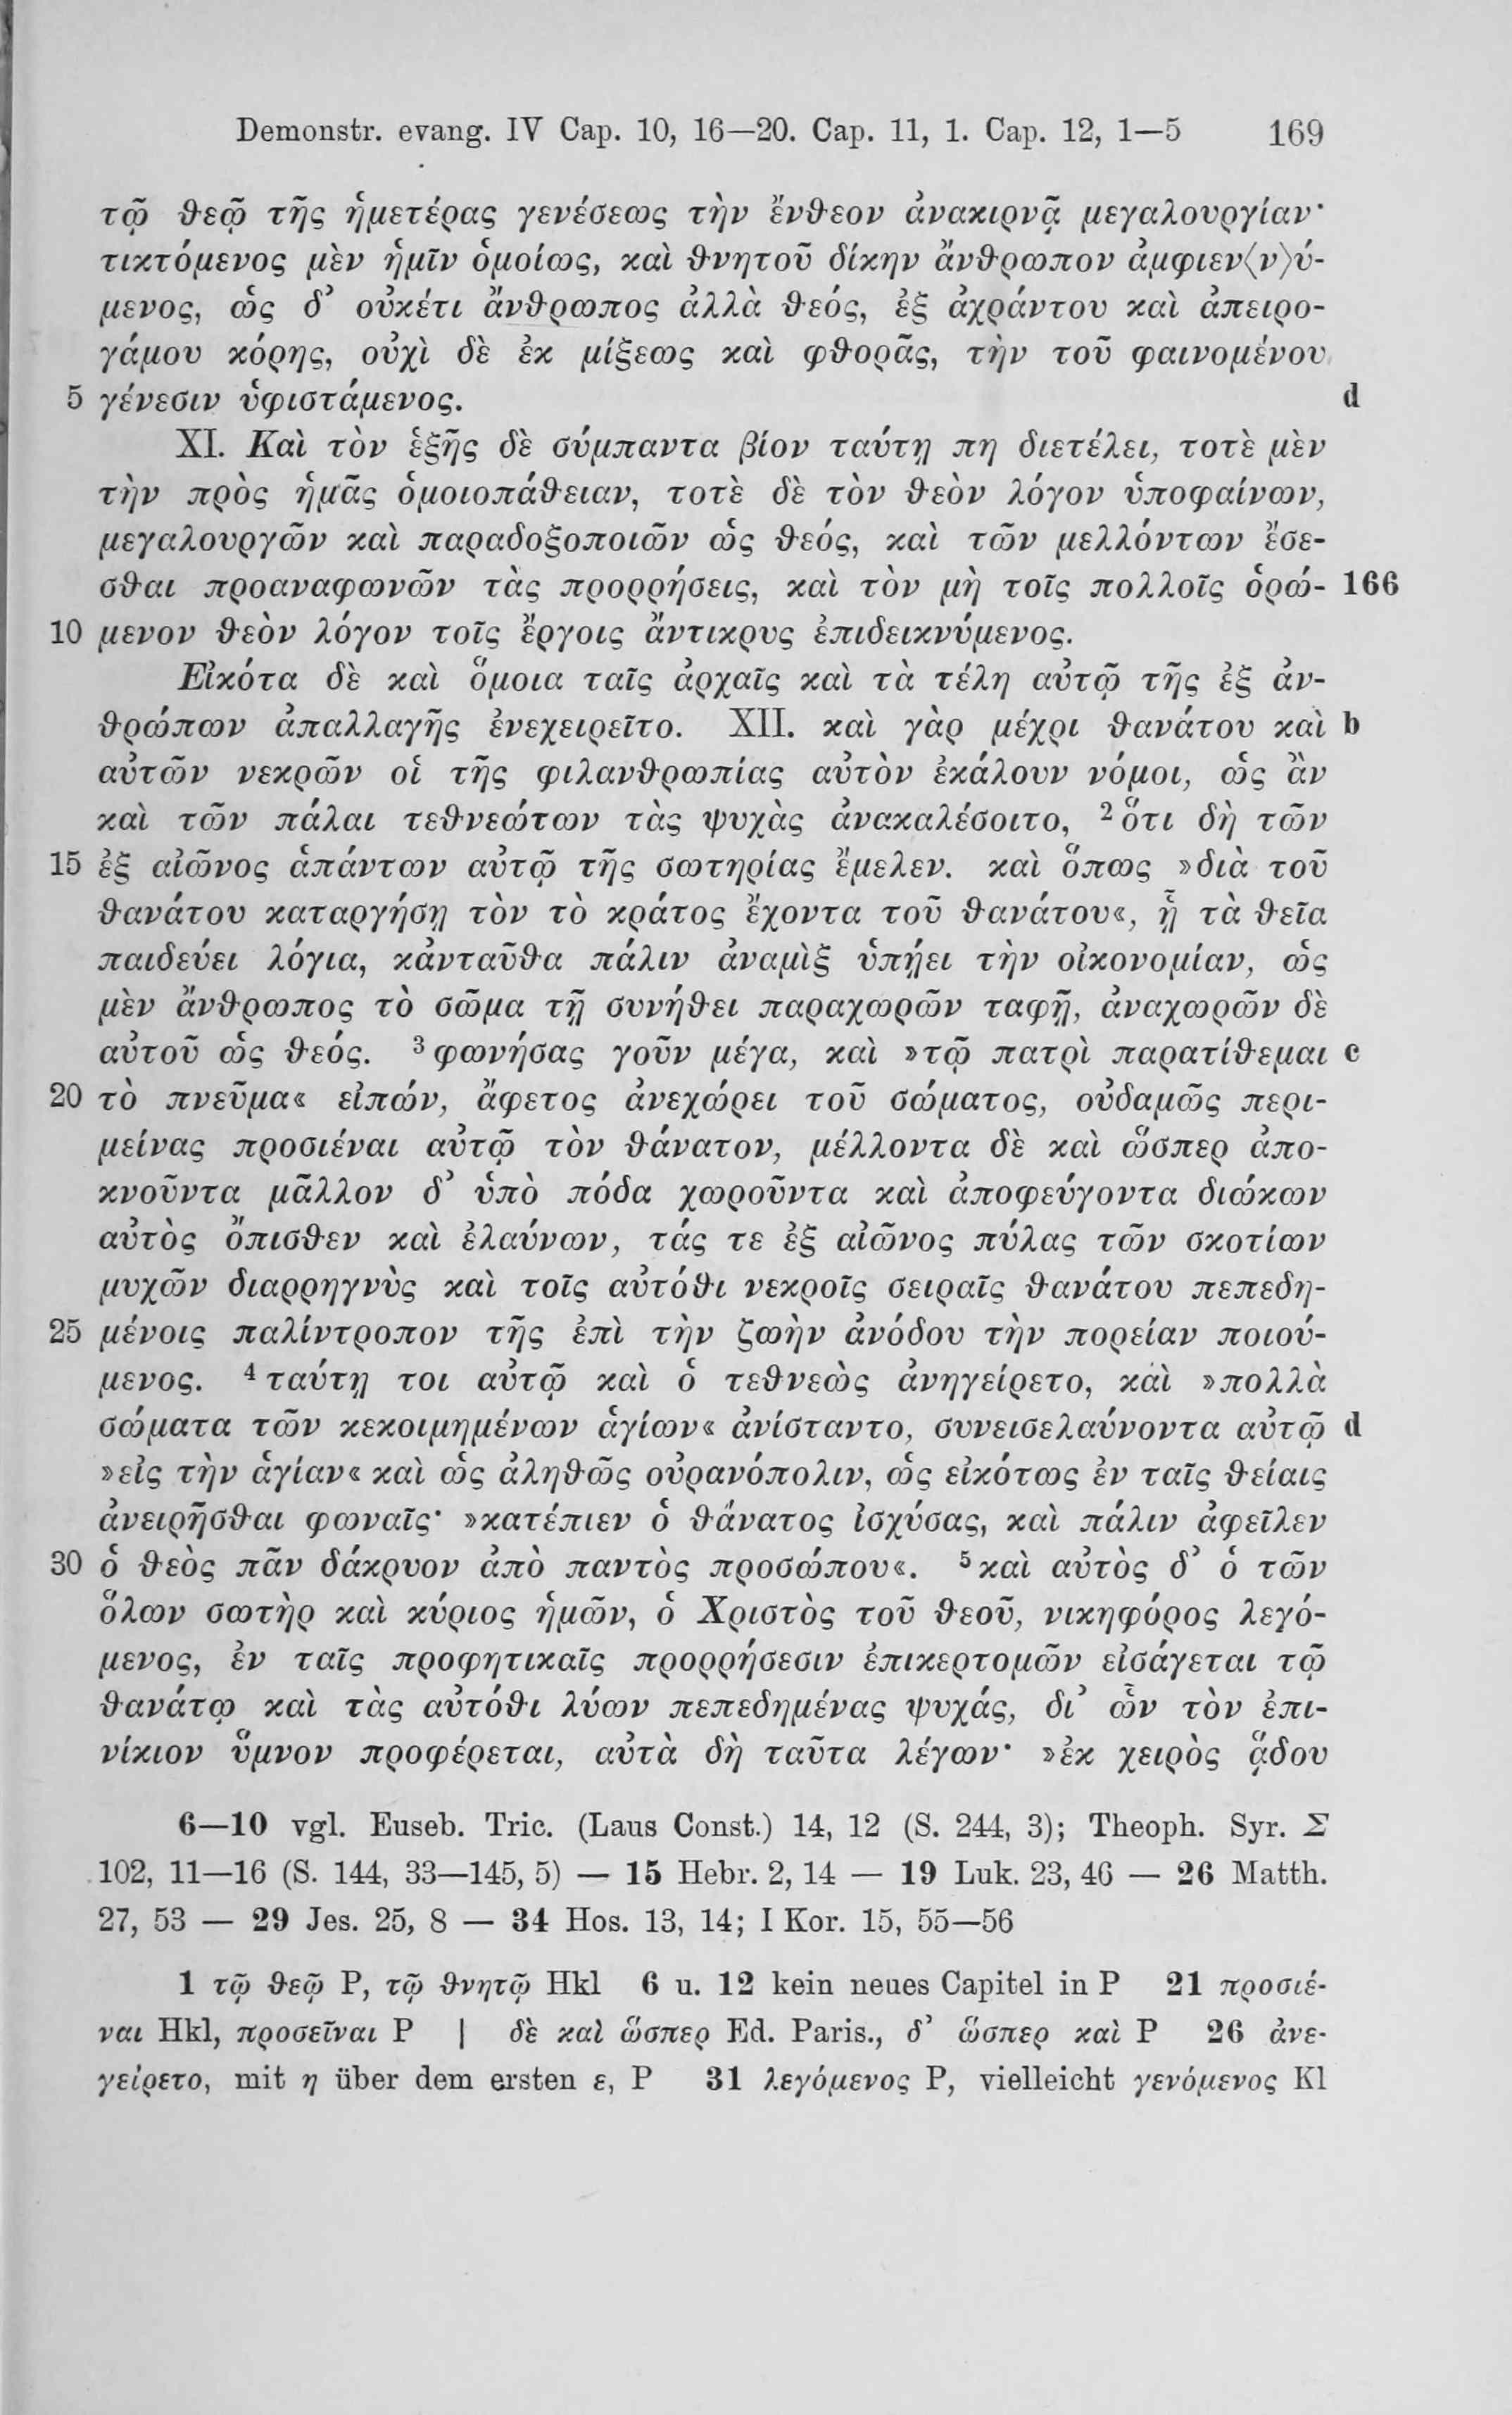 Demonstr. evang. IV Cap. 10, 16—20. Cap. 11, 1. Cap. 12, 1—5 169
τῷ θεῷ τῆς ἡμετέρας γενέσεως τὴν ἔνθεον ἀνακιρνᾷ μεγαλουργίαν·
τικτόμενος μὲν ἡμῖν ὁμοίως, καὶ θνητοῦ δίκην ἄνθρωπον ἀμφιεν⟨ν⟩ύ-
μενος, ὡς δ’ οὐκέτι ἄνθρωπος ἀλλὰ θεός, ἐξ ἀχράντου καὶ ἀπειρο-
γάμου κόρης, οὐχὶ δὲ ἐκ μίξεως καὶ φθορᾶς, τὴν τοῦ φαινομένου
5 γένεσιν ὑφιστάμενος. d
XI. Καὶ τὸν ἑξῆς δὲ σύμπαντα βίον ταύτῃ πη διετέλει, τοτὲ μὲν
τὴν πρὸς ἡμᾶς ὁμοιοπάθειαν, τοτὲ δὲ τὸν θεὸν λόγον ὑποφαίνων,
μεγαλουργῶν καὶ παραδοξοποιῶν ὡς θεός, καὶ τῶν μελλόντων ἔσε-
σθαι προαναφωνῶν τὰς προρρήσεις, καὶ τὸν μὴ τοῖς πολλοῖς ὁρώ- 166
10 μενον θεὸν λόγον τοῖς ἔργοις ἄντικρυς ἐπιδεικνύμενος.
Εἰκότα δὲ καὶ ὅμοια ταῖς ἀρχαῖς καὶ τὰ τέλη αὐτῷ τῆς ἐξ ἀν-
θρώπων ἀπαλλαγῆς ἐνεχειρεῖτο. XII. καὶ γὰρ μέχρι θανάτου καὶ b
αὐτῶν νεκρῶν οἱ τῆς φιλανθρωπίας αὐτὸν ἐκάλουν νόμοι, ὡς ἂν
καὶ τῶν πάλαι τεθνεώτων τὰς ψυχὰς ἀνακαλέσοιτο, ² ὅτι δὴ τῶν
15 ἐξ αἰῶνος ἁπάντων αὐτῷ τῆς σωτηρίας ἔμελεν. καὶ ὅπως »διὰ τοῦ
θανάτου καταργήσῃ τὸν τὸ κράτος ἔχοντα τοῦ θανάτου«, ᾗ τὰ θεῖα
παιδεύει λόγια, κἀνταῦθα πάλιν ἀναμὶξ ὑπῄει τὴν οἰκονομίαν, ὡς
μὲν ἄνθρωπος τὸ σῶμα τῇ συνήθει παραχωρῶν ταφῇ, ἀναχωρῶν δὲ
αὐτοῦ ὡς θεός. ³ φωνήσας γοῦν μέγα, καὶ »τῷ πατρὶ παρατίθεμαι c
20 τὸ πνεῦμα« εἰπών, ἄφετος ἀνεχώρει τοῦ σώματος, οὐδαμῶς περι-
μείνας προσιέναι αὐτῷ τὸν θάνατον, μέλλοντα δὲ καὶ ὥσπερ ἀπο-
κνοῦντα μᾶλλον δ’ ὑπὸ πόδα χωροῦντα καὶ ἀποφεύγοντα διώκων
αὐτὸς ὄπισθεν καὶ ἐλαύνων, τάς τε ἐξ αἰῶνος πύλας τῶν σκοτίων
μυχῶν διαρρηγνὺς καὶ τοῖς αὐτόθι νεκροῖς σειραῖς θανάτου πεπεδη-
25 μένοις παλίντροπον τῆς ἐπὶ τὴν ζωὴν ἀνόδου τὴν πορείαν ποιού-
μενος. ⁴ ταύτῃ τοι αὐτῷ καὶ ὁ τεθνεὼς ἀνηγείρετο, καὶ »πολλὰ
σώματα τῶν κεκοιμημένων ἁγίων« ἀνίσταντο, συνεισελαύνοντα αὐτῷ d
»εἰς τὴν ἁγίαν« καὶ ὡς ἀληθῶς οὐρανόπολιν, ὡς εἰκότως ἐν ταῖς θείαις
ἀνειρῆσθαι φωναῖς· »κατέπιεν ὁ θάνατος ἰσχύσας, καὶ πάλιν ἀφεῖλεν
30 ὁ θεὸς πᾶν δάκρυον ἀπὸ παντὸς προσώπου«. ⁵ καὶ αὐτὸς δ’ ὁ τῶν
ὅλων σωτὴρ καὶ κύριος ἡμῶν, ὁ Χριστὸς τοῦ θεοῦ, νικηφόρος λεγό-
μενος, ἐν ταῖς προφητικαῖς προρρήσεσιν ἐπικερτομῶν εἰσάγεται τῷ
θανάτῳ καὶ τὰς αὐτόθι λύων πεπεδημένας ψυχάς, δι’ ὧν τὸν ἐπι-
νίκιον ὕμνον προφέρεται, αὐτὰ δὴ ταῦτα λέγων· »ἐκ χειρὸς ᾅδου
6—10 vgl. Euseb. Tric. (Laus Const.) 14, 12 (S. 244, 3); Theoph. Syr. Σ
102, 11—16 (S. 144, 33—145, 5) — 15 Hebr. 2, 14 — 19 Luk. 23, 46 — 26 Matth.
27, 53 — 29 Jes. 25, 8 — 34 Hos. 13, 14; I Kor. 15, 55—56
1 τῷ θεῷ P, τῷ θνητῷ Hkl 6 u. 12 kein neues Capitel in P 21 προσιέ-
ναι Hkl, προσεῖναι P | δὲ καὶ ὥσπερ Ed. Paris., δ’ ὥσπερ καὶ P 26 ἀνε-
γείρετο, mit η über dem ersten ε, P 31 λεγόμενος P, vielleicht γενόμενος Kl